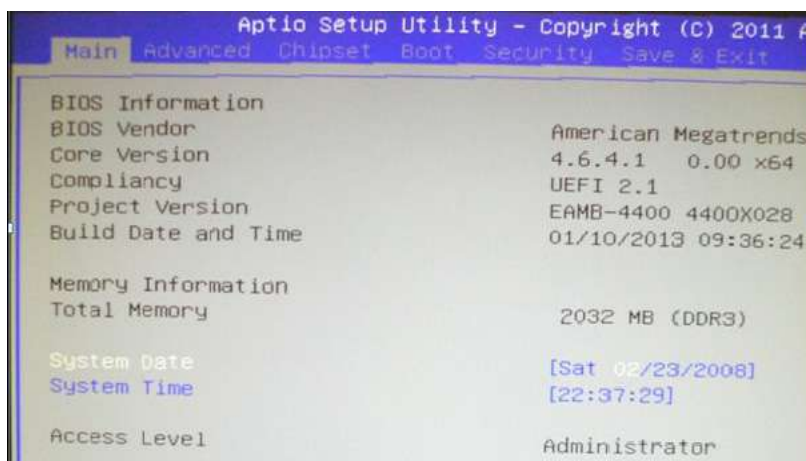 Aptio Setup Utility – Copyright (C) 2011
Main Advanced Chipset Boot Security Save & Exit
BIOS Information
BIOS Vendor American Megatrends
Core Version 4.6.4.1 0.00 x64
Compliancy UEFI 2.1
Project Version EAMB-4400 4400X028
Build Date and Time 01/10/2013 09:36:24
Memory Information
Total Memory 2032 MB (DDR3)
System Date [Sat 02/23/2008]
System Time [22:37:29]
Access Level Administrator